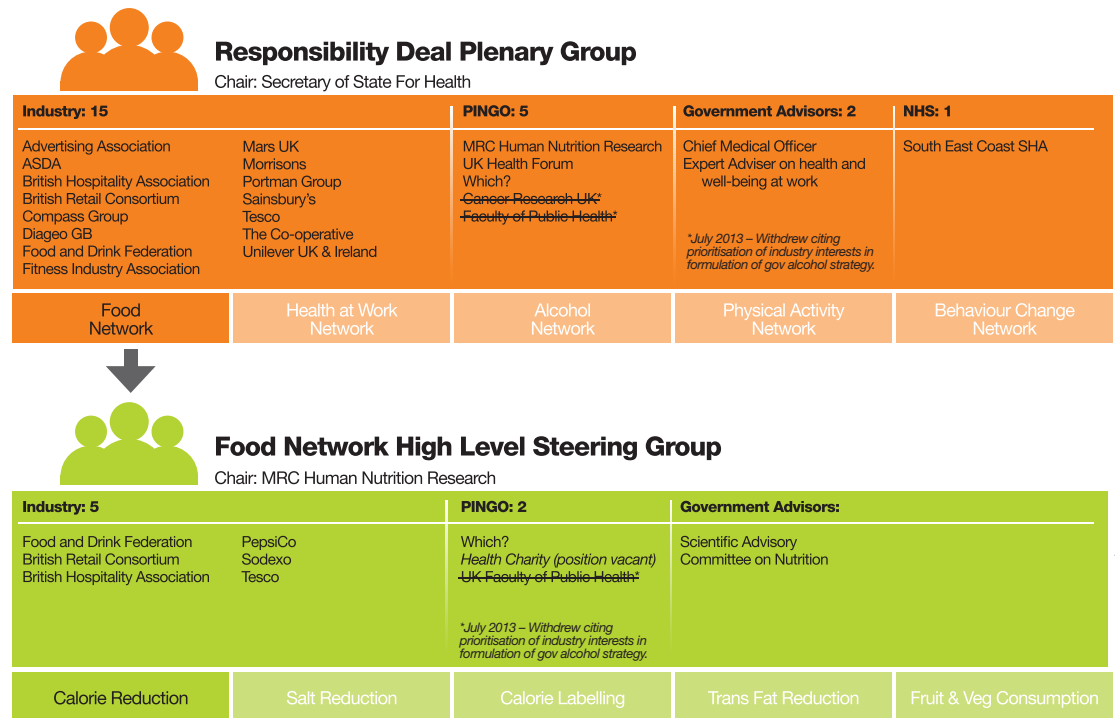 Responsibility Deal Plenary Group
Chair: Secretary of State For Health
Industry: 15
Advertising Association
ASDA
British Hospitality Association
British Retail Consortium
Compass Group
Diageo GB
Food and Drink Federation
Fitness Industry Association
Mars UK
Morrisons
Portman Group
Sainsbury's
Tesco
The Co-operative
Unilever UK & Ireland
PINGO: 5
MRC Human Nutrition Research
UK Health Forum
Which?
Cancer Research UK*
Faculty of Public Health*
Government Advisors: 2
Chief Medical Officer
Expert Adviser on health and
well-being at work
*July 2013 – Withdrew citing
prioritisation of industry interests in
formulation of gov alcohol strategy.
NHS: 1
South East Coast SHA
Food
Network
Health at Work
Network
Alcohol
Network
Physical Activity
Network
Behaviour Change
Network
Food Network High Level Steering Group
Chair: MRC Human Nutrition Research
Industry: 5
Food and Drink Federation
British Retail Consortium
British Hospitality Association
PepsiCo
Sodexo
Tesco
PINGO: 2
Which?
Health Charity (position vacant)
UK Faculty of Public Health*
*July 2013 – Withdrew citing
prioritisation of industry interests in
formulation of gov alcohol strategy.
Government Advisors:
Scientific Advisory
Committee on Nutrition
Calorie Reduction
Salt Reduction
Calorie Labelling
Trans Fat Reduction
Fruit & Veg Consumption